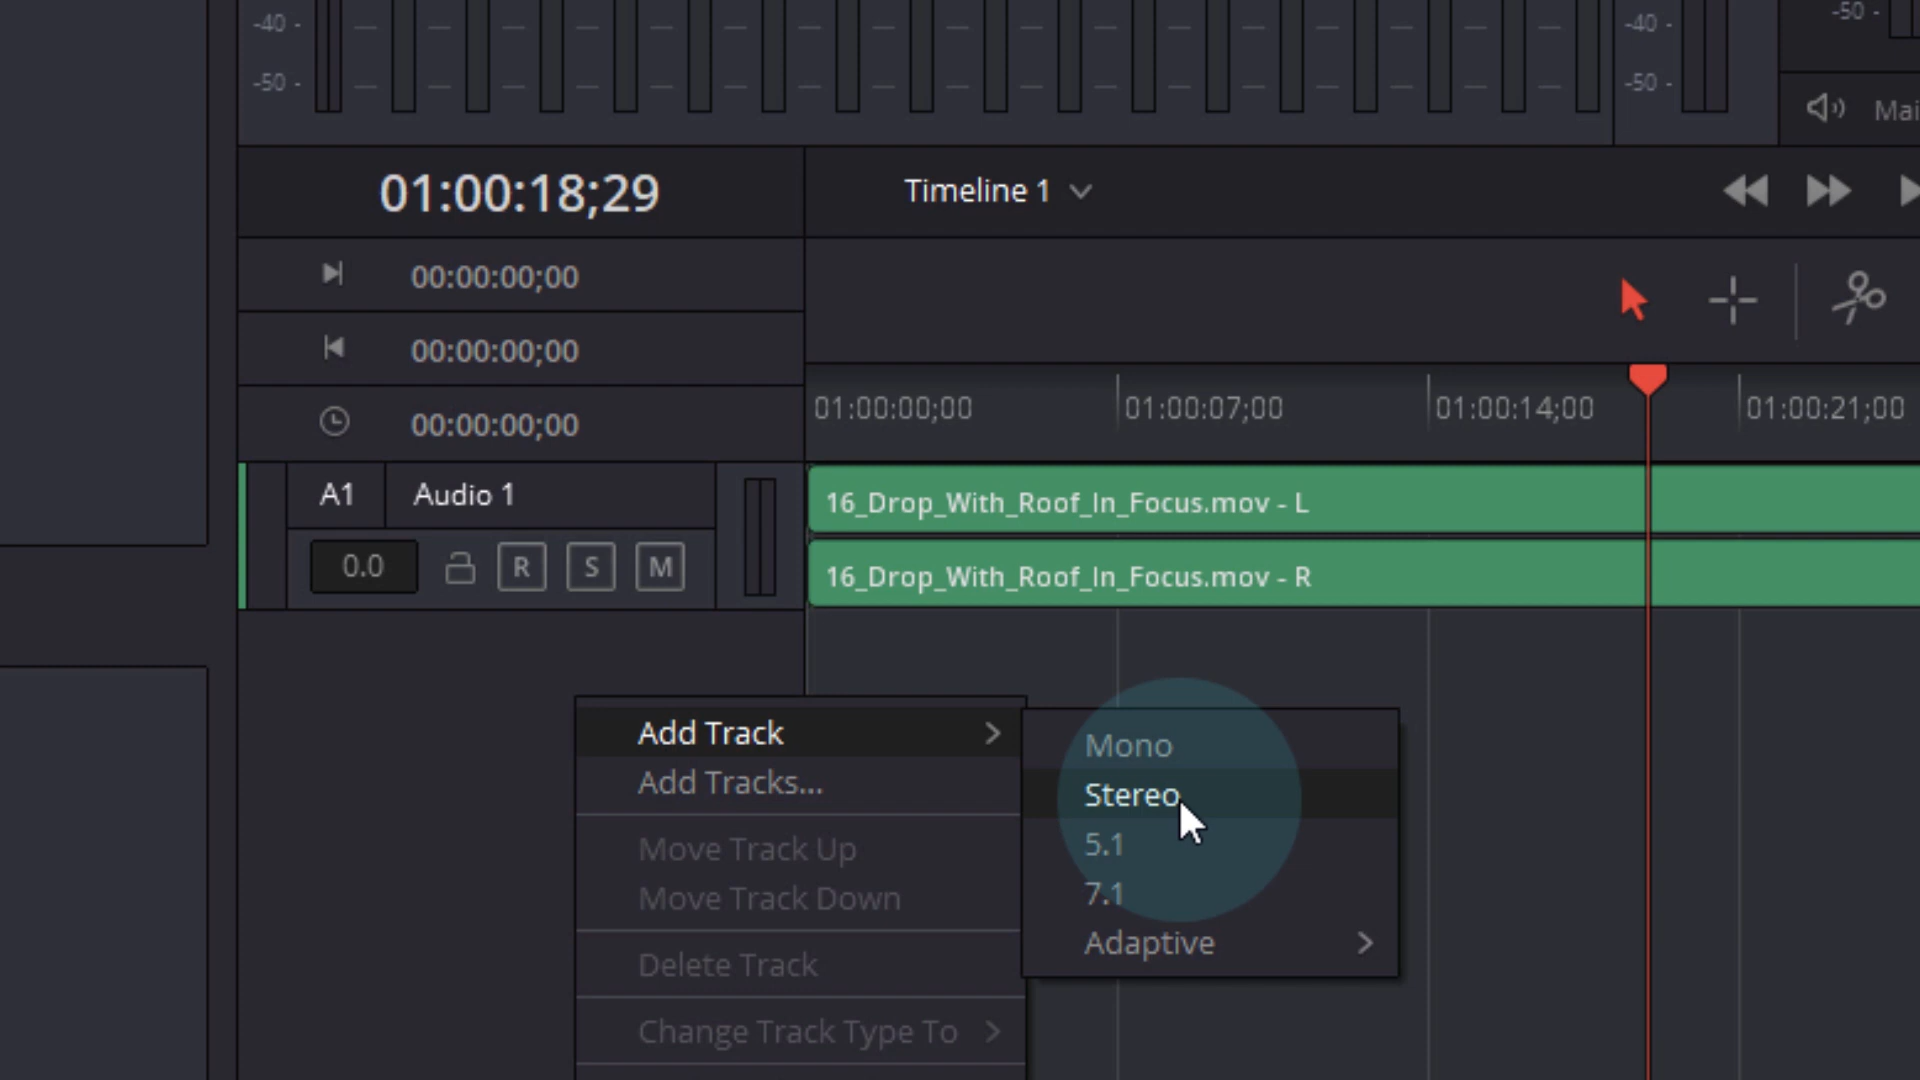 -40 -
-40 -
-50 -
-50 -
-50 -
01:00:18;29
Timeline 1
00:00:00;00
00:00:00;00
00:00:00;00
01:00:00;00
01:00:07;00
01:00:14;00
01:00:21;00
A1
Audio 1
16_Drop_With_Roof_In_Focus.mov - L
0.0
R
S
M
16_Drop_With_Roof_In_Focus.mov - R
Add Track
Add Tracks...
Move Track Up
Move Track Down
Delete Track
Change Track Type To
Mono
Stereo
5.1
7.1
Adaptive